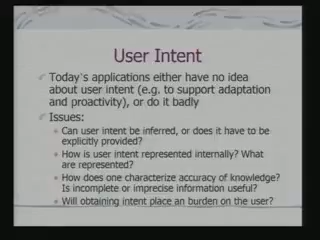 User Intent
Today's applications either have no idea
about user intent (e.g. to support adaptation
and proactivity), or do it badly
Issues:
Can user intent be inferred, or does it have to be
explicitly provided?
How is user intent represented internally? What
are represented?
How does one characterize accuracy of knowledge?
Is incomplete or imprecise information useful?
Will obtaining intent place an burden on the user?